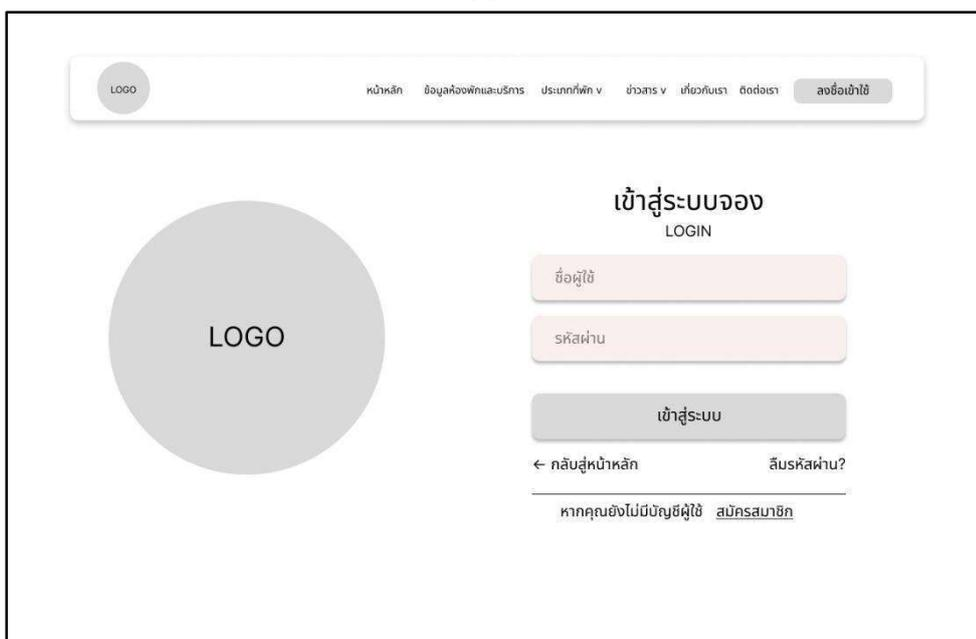 LOGO หน้าหลัก ข้อมูลห้องพักและบริการ ประเภทที่พัก v ข่าวสาร v เกี่ยวกับเรา ติดต่อเรา ลงชื่อเข้าใช้
LOGO
เข้าสู่ระบบจอง
LOGIN
ชื่อผู้ใช้
รหัสผ่าน
เข้าสู่ระบบ
← กลับสู่หน้าหลัก ลืมรหัสผ่าน?
หากคุณยังไม่มีบัญชีผู้ใช้ สมัครสมาชิก